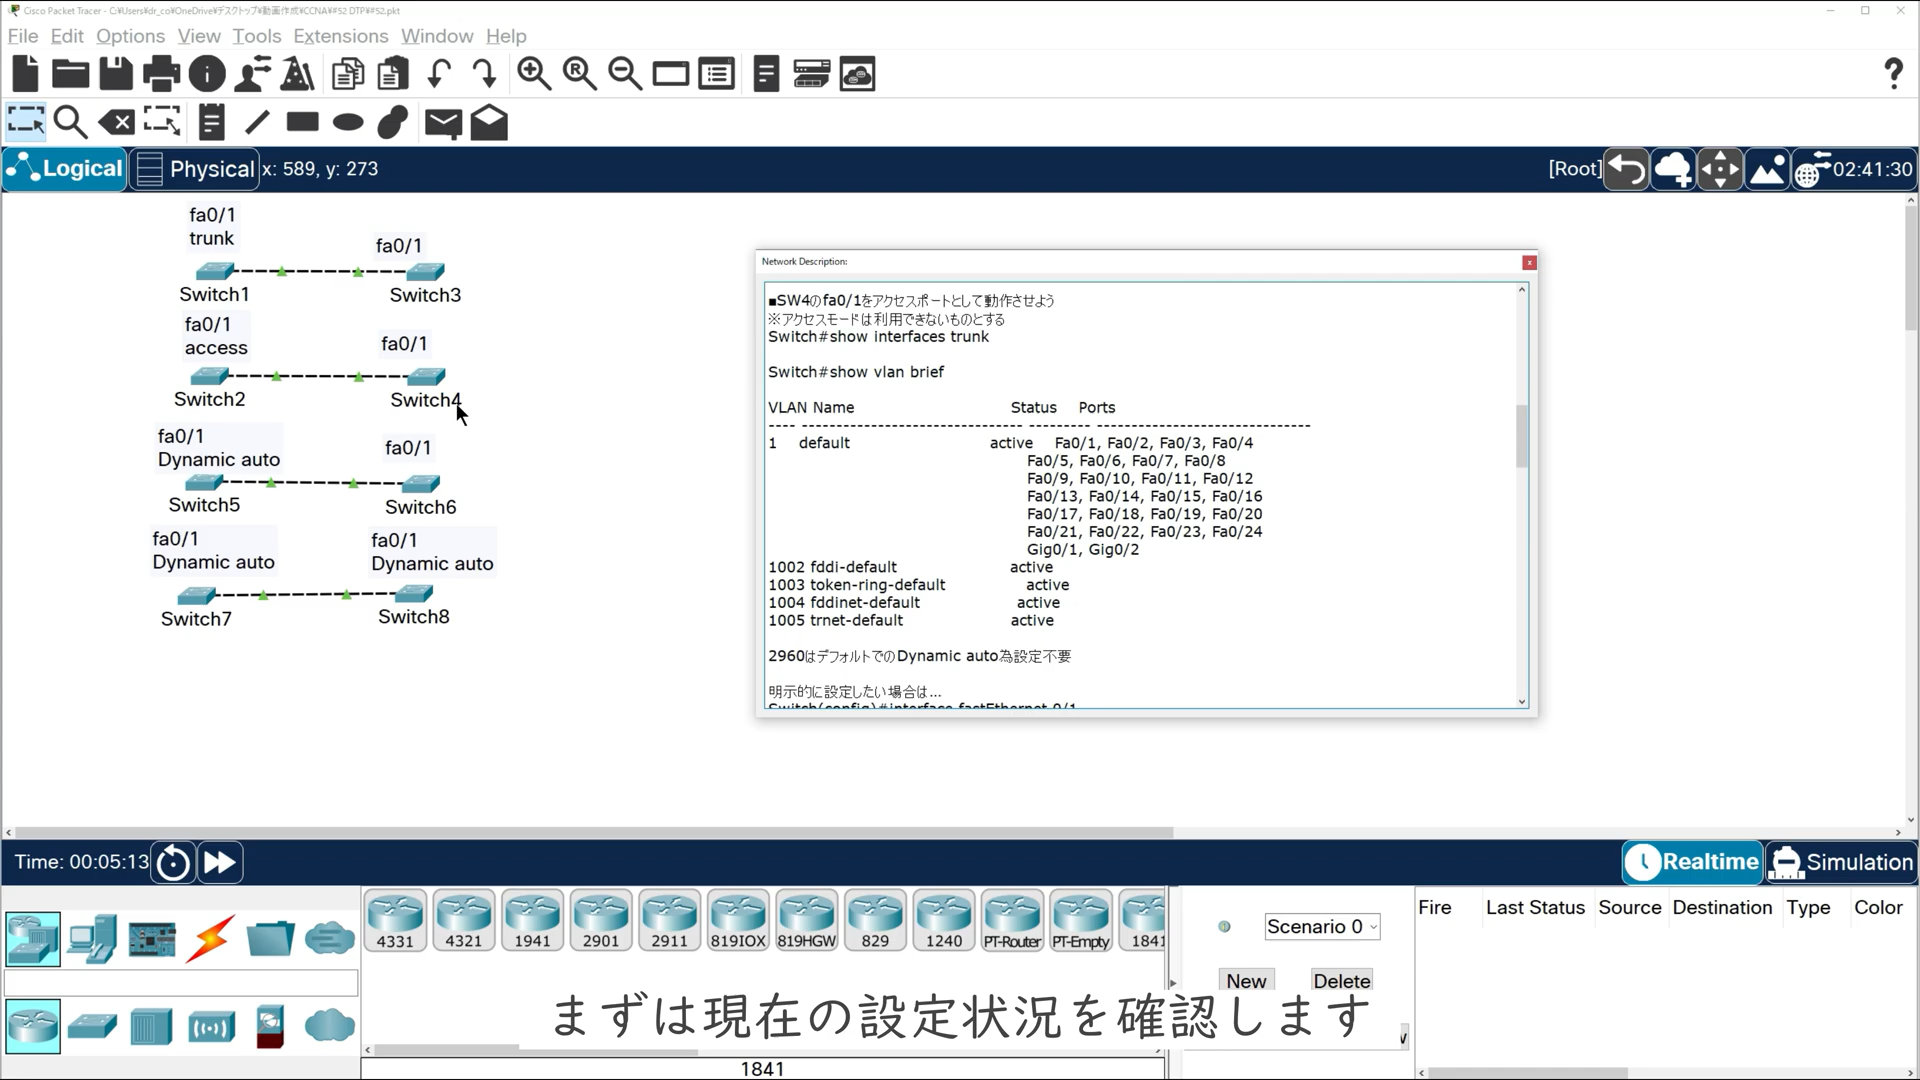 Cisco Packet Tracer - C:¥Users¥dr_co¥OneDrive¥デスクトップ¥動画作成¥CCNA¥#52 DTP¥#52.pkt
File Edit Options View Tools Extensions Window Help
Logical Physical x: 589, y: 273 [Root] 02:41:30
fa0/1
trunk
fa0/1
Switch1
Switch3
fa0/1
access
fa0/1
Switch2
Switch4
fa0/1
Dynamic auto
fa0/1
Switch5
Switch6
fa0/1
Dynamic auto
fa0/1
Dynamic auto
Switch7
Switch8
Network Description:
■SW4のfa0/1をアクセスポートとして動作させよう
※アクセスモードは利用できないものとする
Switch#show interfaces trunk
Switch#show vlan brief
VLAN Name Status Ports
---- -------------------------------- --------- -------------------------------
1 default active Fa0/1, Fa0/2, Fa0/3, Fa0/4
Fa0/5, Fa0/6, Fa0/7, Fa0/8
Fa0/9, Fa0/10, Fa0/11, Fa0/12
Fa0/13, Fa0/14, Fa0/15, Fa0/16
Fa0/17, Fa0/18, Fa0/19, Fa0/20
Fa0/21, Fa0/22, Fa0/23, Fa0/24
Gig0/1, Gig0/2
1002 fddi-default active
1003 token-ring-default active
1004 fddinet-default active
1005 trnet-default active
2960はデフォルトでのDynamic auto為設定不要
明示的に設定したい場合は...
Switch(config)#interface fastEthernet 0/1
Time: 00:05:13 Realtime Simulation
4331 4321 1941 2901 2911 819IOX 819HGW 829 1240 PT-Router PT-Empty 1841
Scenario 0
New Delete
Fire Last Status Source Destination Type Color
まずは現在の設定状況を確認します
1841